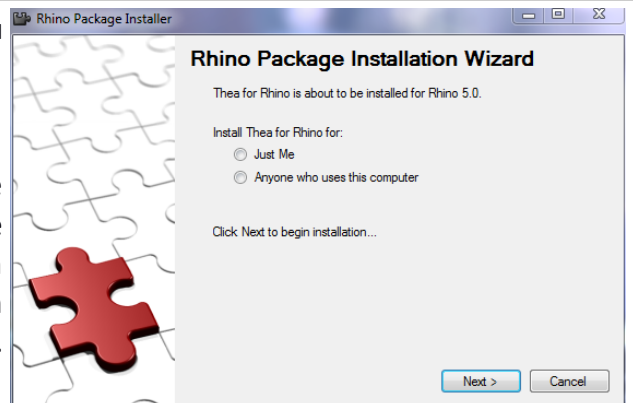 Rhino Package Installer
Rhino Package Installation Wizard
Thea for Rhino is about to be installed for Rhino 5.0.
Install Thea for Rhino for:
Just Me
Anyone who uses this computer
Click Next to begin installation...
Next >
Cancel